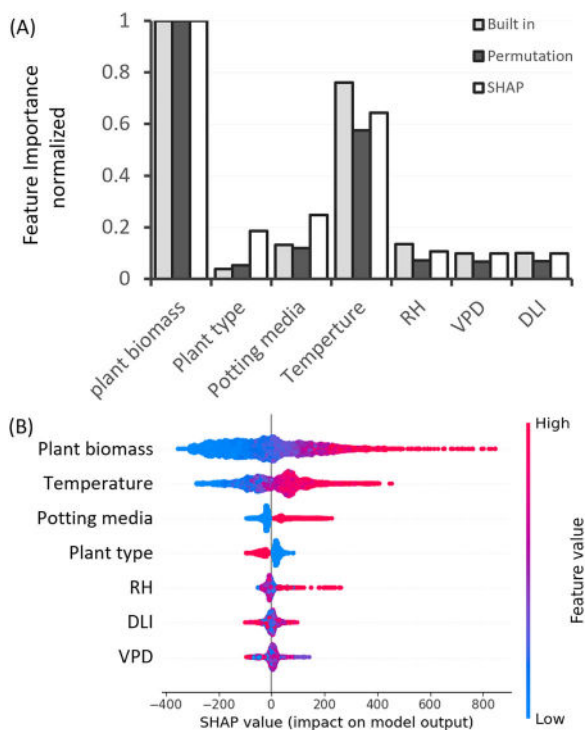 (A)
Feature Importance
normalized
1
0.8
0.6
0.4
0.2
0
Built in
Permutation
SHAP
plant biomass
Plant type
Potting media
Temperture
RH
VPD
DLI
(B)
Plant biomass
Temperature
Potting media
Plant type
RH
DLI
VPD
−400 −200 0 200 400 600 800
SHAP value (impact on model output)
High
Feature value
Low